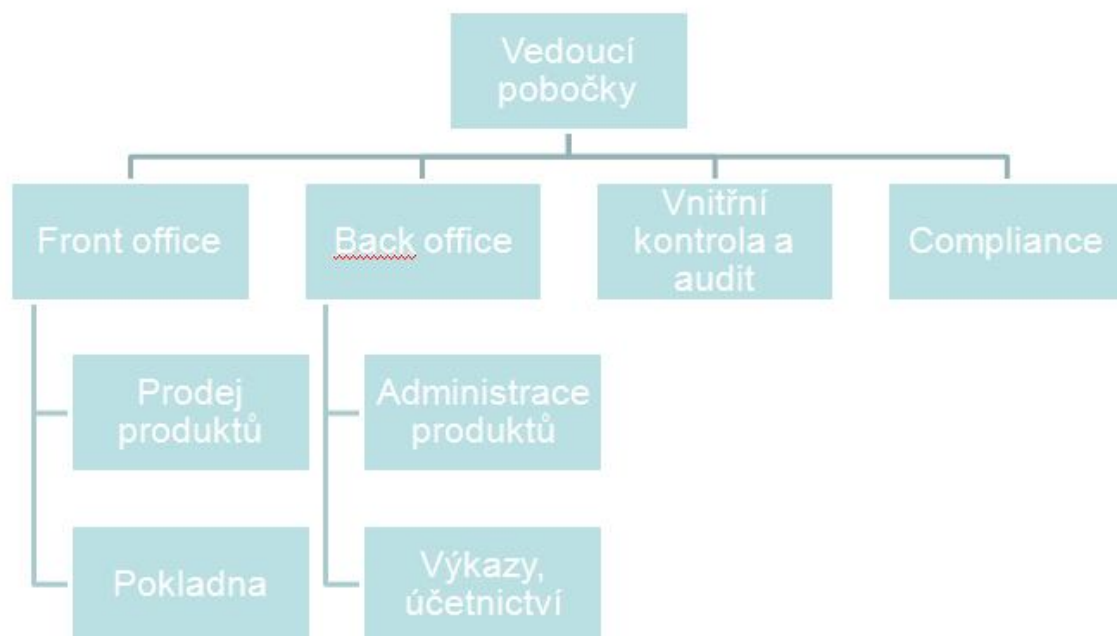 Vedoucí
pobočky
Front office
Back office
Vnitřní
kontrola a
audit
Compliance
Prodej
produktů
Administrace
produktů
Pokladna
Výkazy,
účetnictví